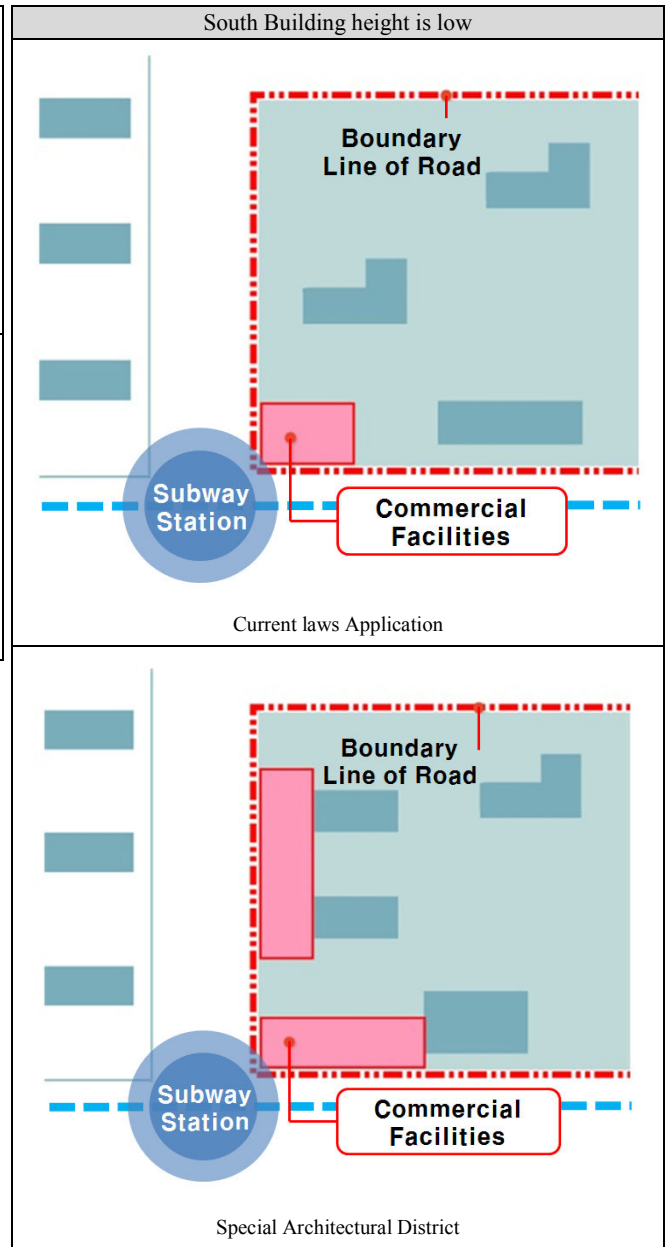 South Building height is low
Boundary
Line of Road
Subway
Station
Commercial
Facilities
Current laws Application
Boundary
Line of Road
Subway
Station
Commercial
Facilities
Special Architectural District